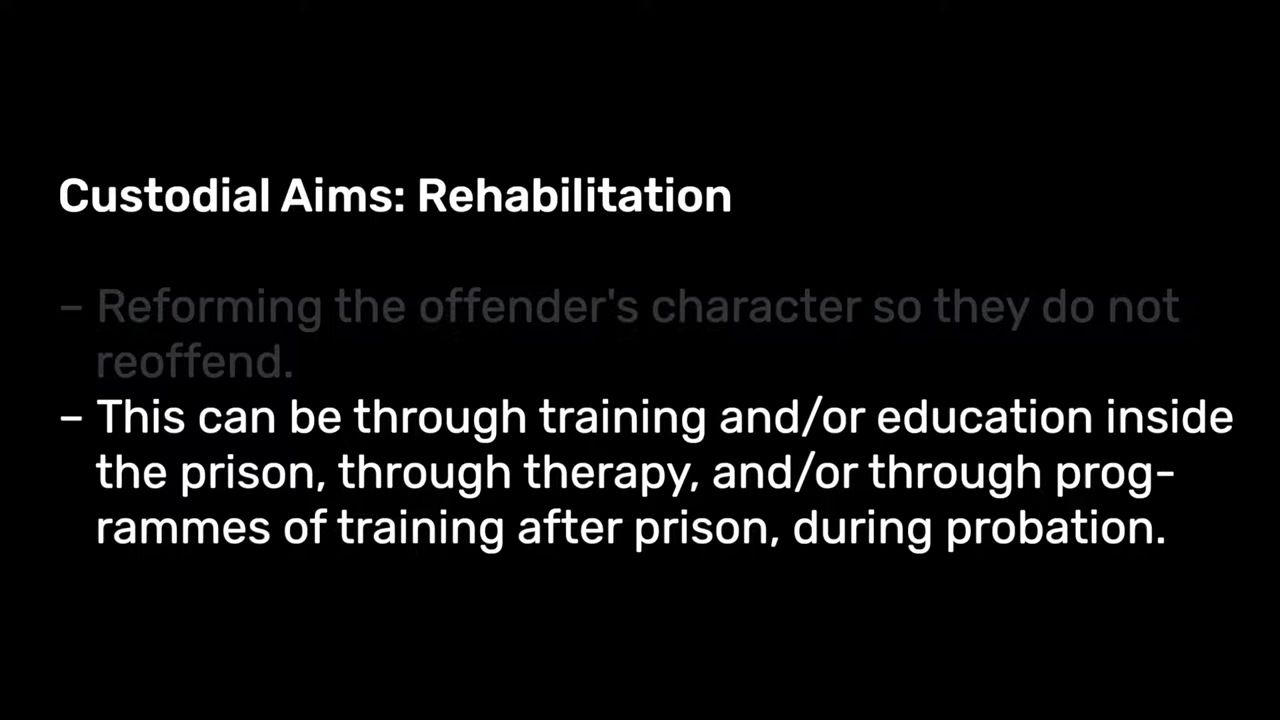 Custodial Aims: Rehabilitation
– Reforming the offender's character so they do not
reoffend.
– This can be through training and/or education inside
the prison, through therapy, and/or through prog-
rammes of training after prison, during probation.